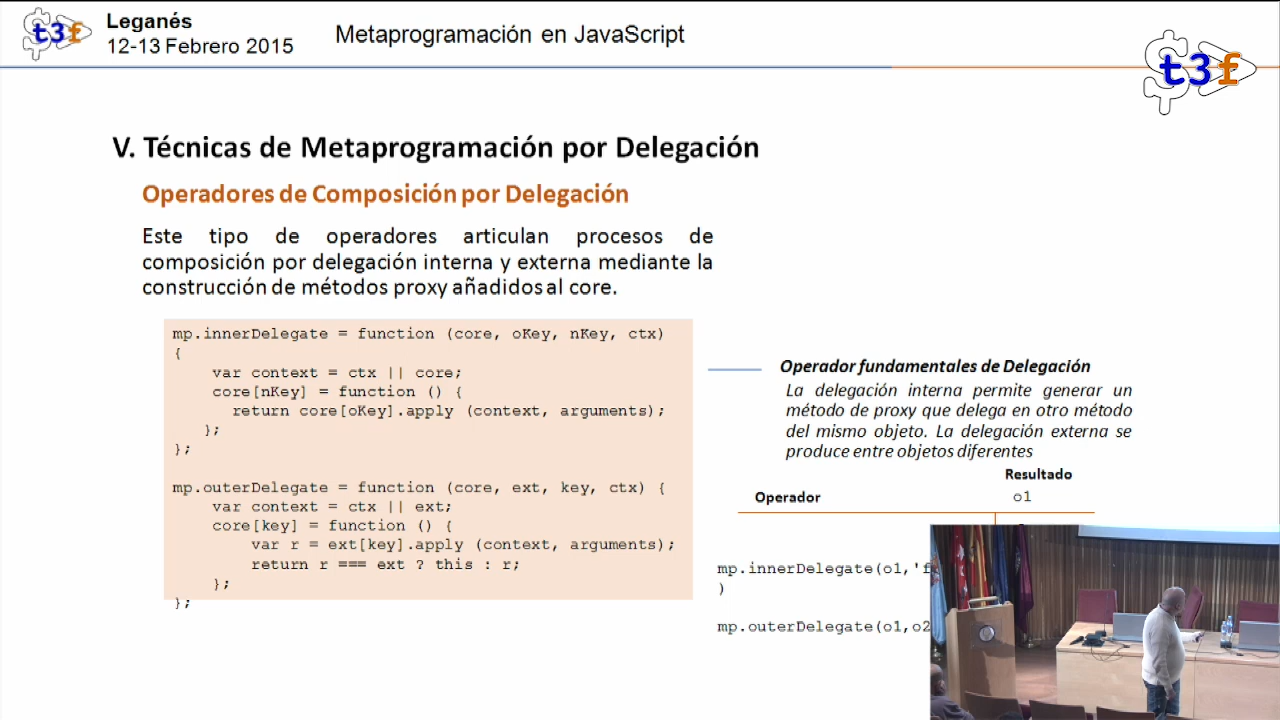 t3f
Leganés
12-13 Febrero 2015
Metaprogramación en JavaScript
t3f
V. Técnicas de Metaprogramación por Delegación
Operadores de Composición por Delegación
Este tipo de operadores articulan procesos de
composición por delegación interna y externa mediante la
construcción de métodos proxy añadidos al core.
mp.innerDelegate = function (core, oKey, nKey, ctx)
{
var context = ctx || core;
core[nKey] = function () {
return core[oKey].apply (context, arguments);
};
};
mp.outerDelegate = function (core, ext, key, ctx) {
var context = ctx || ext;
core[key] = function () {
var r = ext[key].apply (context, arguments);
return r === ext ? this : r;
};
};
Operador fundamentales de Delegación
La delegación interna permite generar un
método de proxy que delega en otro método
del mismo objeto. La delegación externa se
produce entre objetos diferentes
Resultado
Operador
o1
mp.innerDelegate(o1,'f
)
mp.outerDelegate(o1,o2